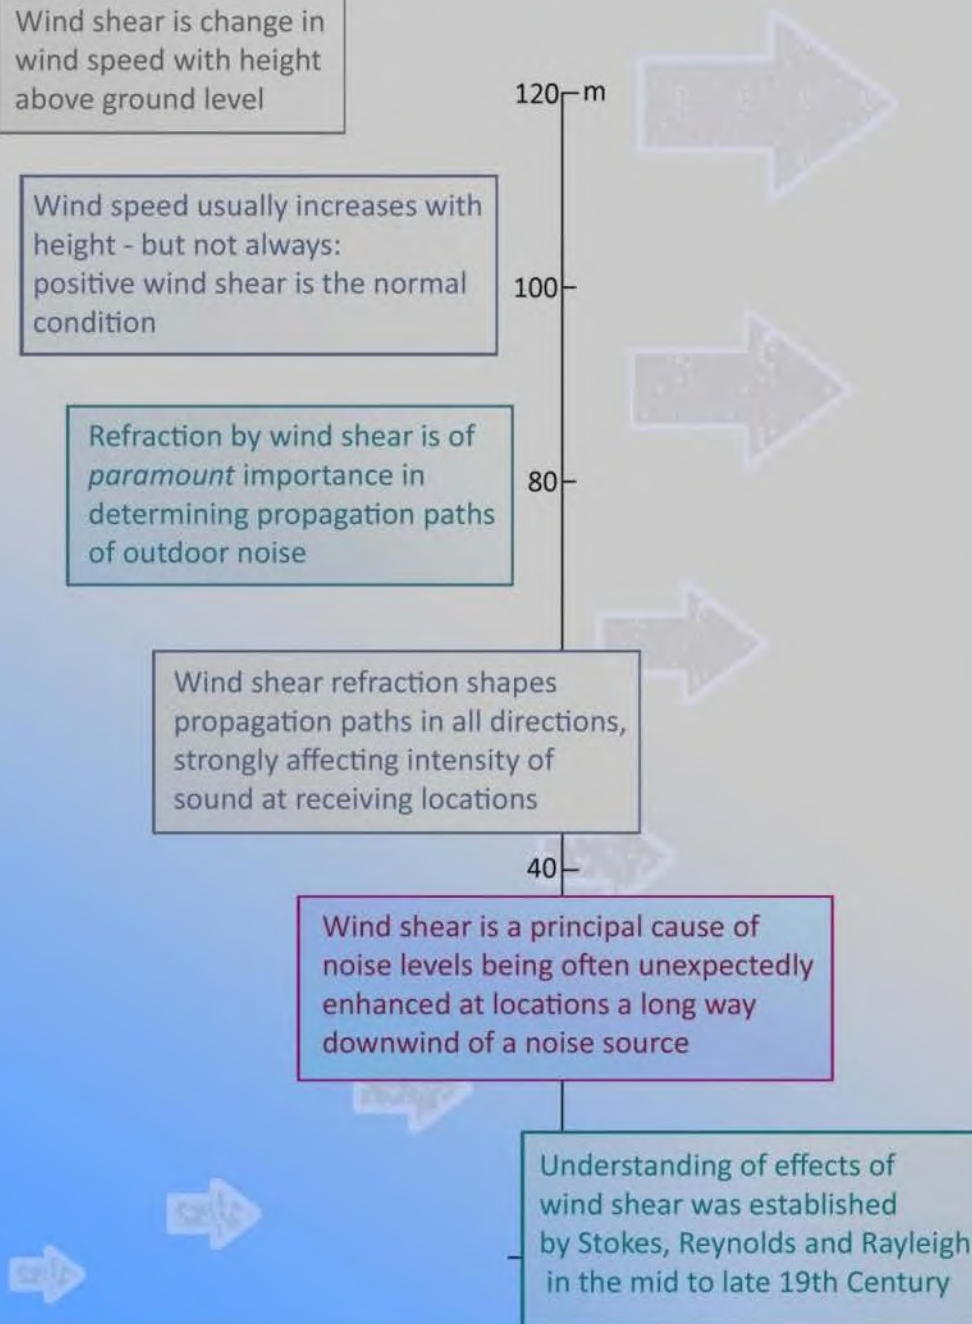 Wind shear is change in
wind speed with height
above ground level
120 m
Wind speed usually increases with
height - but not always:
positive wind shear is the normal
condition
100
Refraction by wind shear is of
paramount importance in
determining propagation paths
of outdoor noise
80
Wind shear refraction shapes
propagation paths in all directions,
strongly affecting intensity of
sound at receiving locations
40
Wind shear is a principal cause of
noise levels being often unexpectedly
enhanced at locations a long way
downwind of a noise source
Understanding of effects of
wind shear was established
by Stokes, Reynolds and Rayleigh
in the mid to late 19th Century